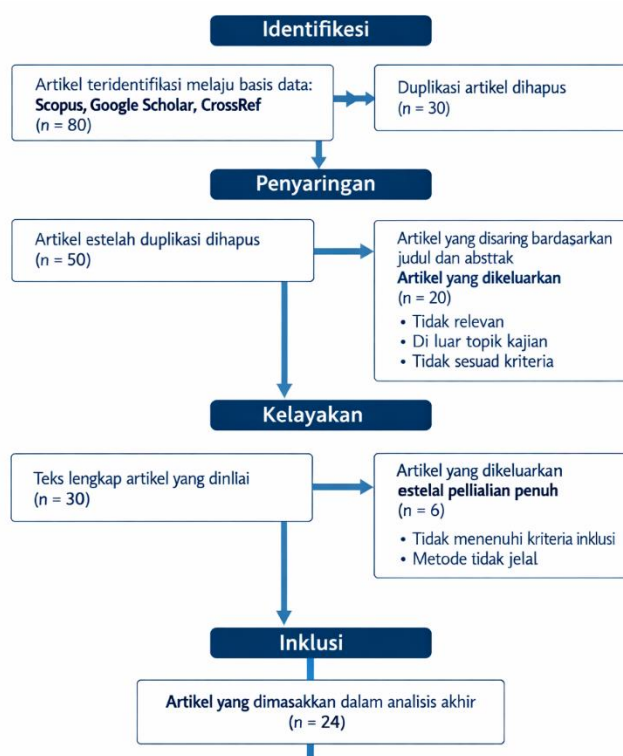 Identifikesi
Artikel teridentifilasi melaju basis data:
Scopus, Google Scholar, CrossRef
(n = 80)
Duplikasi artikel dihapus
(n = 30)
Penyaringan
Artikel estelah duplikasi dihapus
(n = 50)
Artikel yang disaring bardaşarkan
judul dan absttak
Artikel yang dikeluarkan
(n = 20)
• Tidak relevan
• Di luar topik kajian
• Tidak sesuad kriteria
Kelayakan
Teks lengkap artikel yang dinllai
(n = 30)
Artikel yang dikeluarkan
estelal pellialian penuh
(n = 6)
• Tidak menenuhi kriteria inklusi
• Metode tidak jelal
Inklusi
Artikel yang dimasakkan dalam analisis akhir
(n = 24)